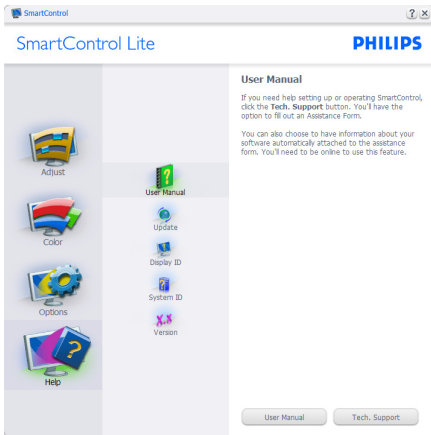 SmartControl
SmartControl Lite
PHILIPS
Adjust
Color
Options
Help
User Manual
Update
Display ID
System ID
X.X
Version
User Manual
If you need help setting up or operating SmartControl,
click the Tech. Support button. You'll have the
option to fill out an Assistance Form.
You can also choose to have information about your
software automatically attached to the assistance
form. You'll need to be online to use this feature.
User Manual
Tech. Support